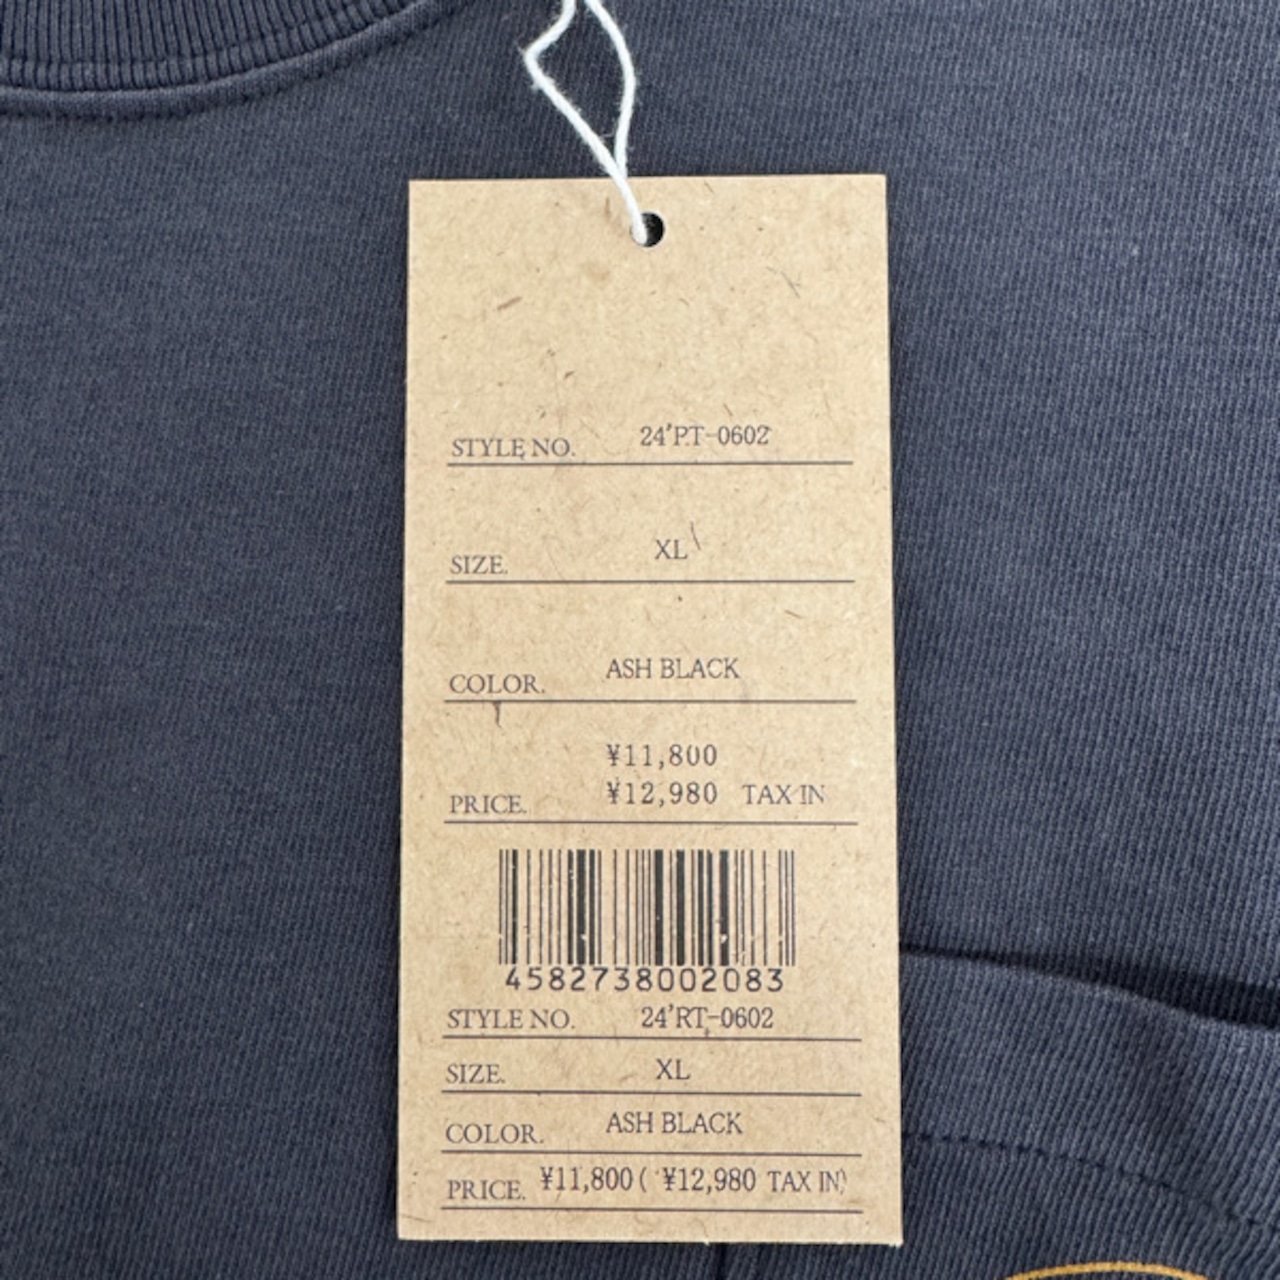 STYLE NO. 24'PT-0602
SIZE. XL
COLOR. ASH BLACK
¥11,800
PRICE. ¥12,980 TAX IN
4582738002083
STYLE NO. 24'RT-0602
SIZE. XL
COLOR. ASH BLACK
PRICE. ¥11,800 ( ¥12,980 TAX IN)